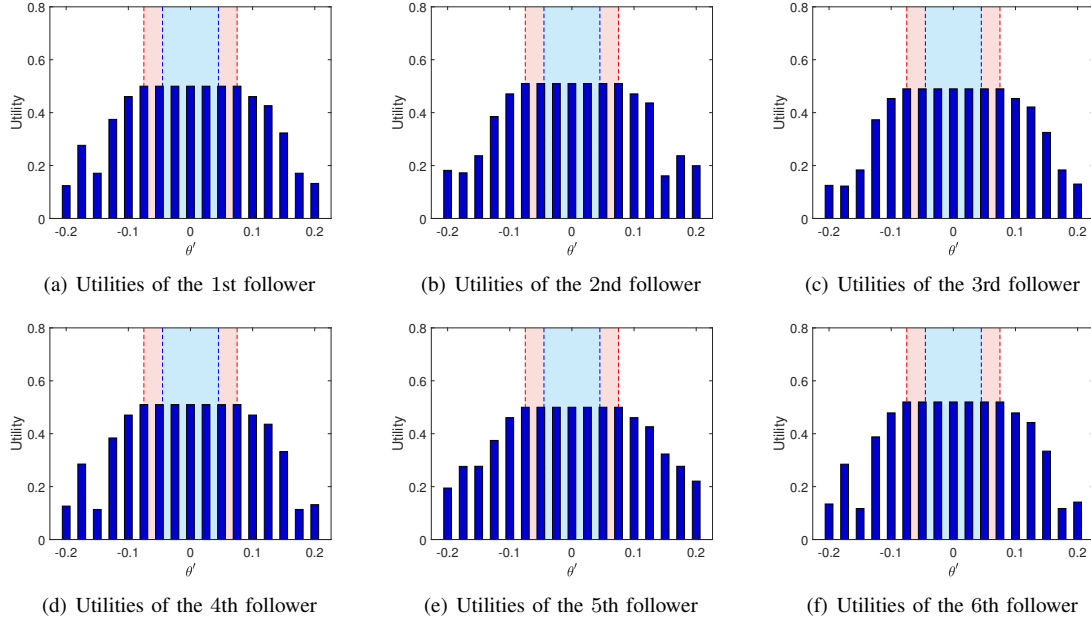 0.8
0.6
0.4
0.2
0
Utility
-0.2 -0.1 0 0.1 0.2
θ′
(a) Utilities of the 1st follower
0.8
0.6
0.4
0.2
0
Utility
-0.2 -0.1 0 0.1 0.2
θ′
(b) Utilities of the 2nd follower
0.8
0.6
0.4
0.2
0
Utility
-0.2 -0.1 0 0.1 0.2
θ′
(c) Utilities of the 3rd follower
0.8
0.6
0.4
0.2
0
Utility
-0.2 -0.1 0 0.1 0.2
θ′
(d) Utilities of the 4th follower
0.8
0.6
0.4
0.2
0
Utility
-0.2 -0.1 0 0.1 0.2
θ′
(e) Utilities of the 5th follower
0.8
0.6
0.4
0.2
0
Utility
-0.2 -0.1 0 0.1 0.2
θ′
(f) Utilities of the 6th follower